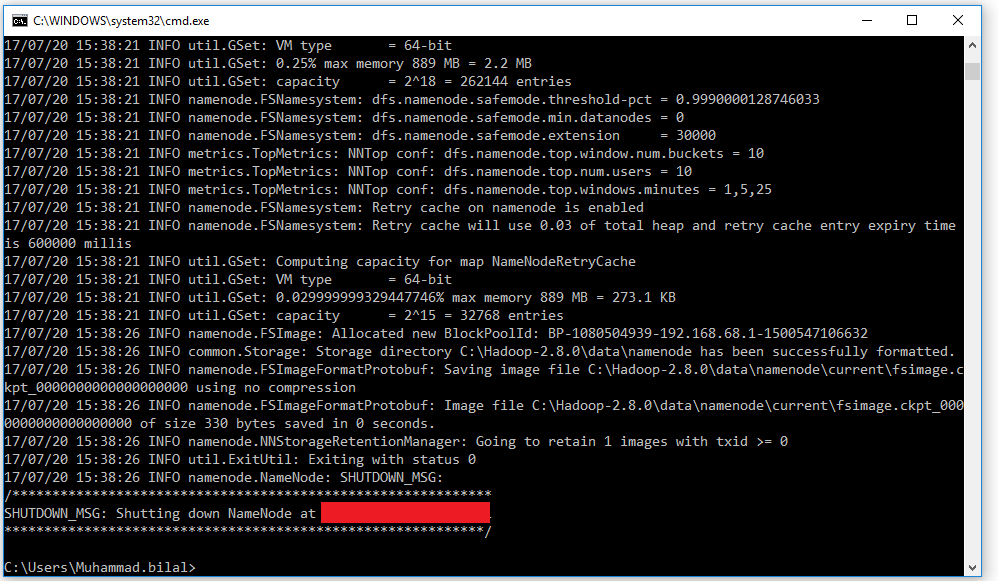 C:\WINDOWS\system32\cmd.exe
17/07/20 15:38:21 INFO util.GSet: VM type       = 64-bit
17/07/20 15:38:21 INFO util.GSet: 0.25% max memory 889 MB = 2.2 MB
17/07/20 15:38:21 INFO util.GSet: capacity      = 2^18 = 262144 entries
17/07/20 15:38:21 INFO namenode.FSNamesystem: dfs.namenode.safemode.threshold-pct = 0.9990000128746033
17/07/20 15:38:21 INFO namenode.FSNamesystem: dfs.namenode.safemode.min.datanodes = 0
17/07/20 15:38:21 INFO namenode.FSNamesystem: dfs.namenode.safemode.extension     = 30000
17/07/20 15:38:21 INFO metrics.TopMetrics: NNTop conf: dfs.namenode.top.window.num.buckets = 10
17/07/20 15:38:21 INFO metrics.TopMetrics: NNTop conf: dfs.namenode.top.num.users = 10
17/07/20 15:38:21 INFO metrics.TopMetrics: NNTop conf: dfs.namenode.top.windows.minutes = 1,5,25
17/07/20 15:38:21 INFO namenode.FSNamesystem: Retry cache on namenode is enabled
17/07/20 15:38:21 INFO namenode.FSNamesystem: Retry cache will use 0.03 of total heap and retry cache entry expiry time
is 600000 millis
17/07/20 15:38:21 INFO util.GSet: Computing capacity for map NameNodeRetryCache
17/07/20 15:38:21 INFO util.GSet: VM type       = 64-bit
17/07/20 15:38:21 INFO util.GSet: 0.029999999329447746% max memory 889 MB = 273.1 KB
17/07/20 15:38:21 INFO util.GSet: capacity      = 2^15 = 32768 entries
17/07/20 15:38:26 INFO namenode.FSImage: Allocated new BlockPoolId: BP-1080504939-192.168.68.1-1500547106632
17/07/20 15:38:26 INFO common.Storage: Storage directory C:\Hadoop-2.8.0\data\namenode has been successfully formatted.
17/07/20 15:38:26 INFO namenode.FSImageFormatProtobuf: Saving image file C:\Hadoop-2.8.0\data\namenode\current\fsimage.c
kpt_0000000000000000000 using no compression
17/07/20 15:38:26 INFO namenode.FSImageFormatProtobuf: Image file C:\Hadoop-2.8.0\data\namenode\current\fsimage.ckpt_000
0000000000000000 of size 330 bytes saved in 0 seconds.
17/07/20 15:38:26 INFO namenode.NNStorageRetentionManager: Going to retain 1 images with txid >= 0
17/07/20 15:38:26 INFO util.ExitUtil: Exiting with status 0
17/07/20 15:38:26 INFO namenode.NameNode: SHUTDOWN_MSG:
/************************************************************
SHUTDOWN_MSG: Shutting down NameNode at
************************************************************/
C:\Users\Muhammad.bilal>